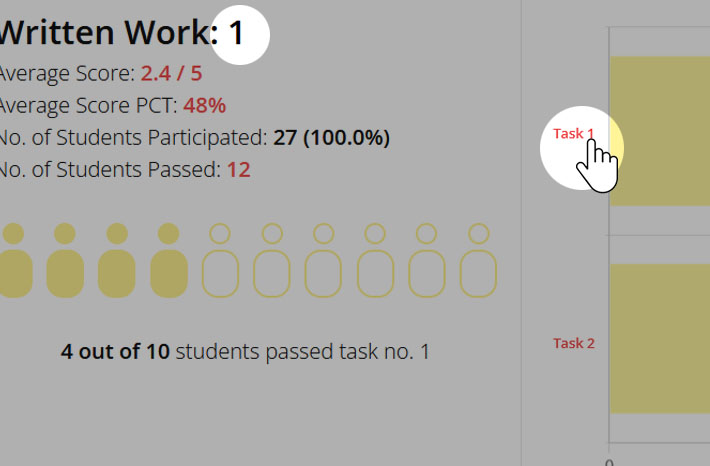 Written Work: 1
Average Score: 2.4 / 5
Average Score PCT: 48%
No. of Students Participated: 27 (100.0%)
No. of Students Passed: 12
4 out of 10 students passed task no. 1
Task 1
Task 2
0